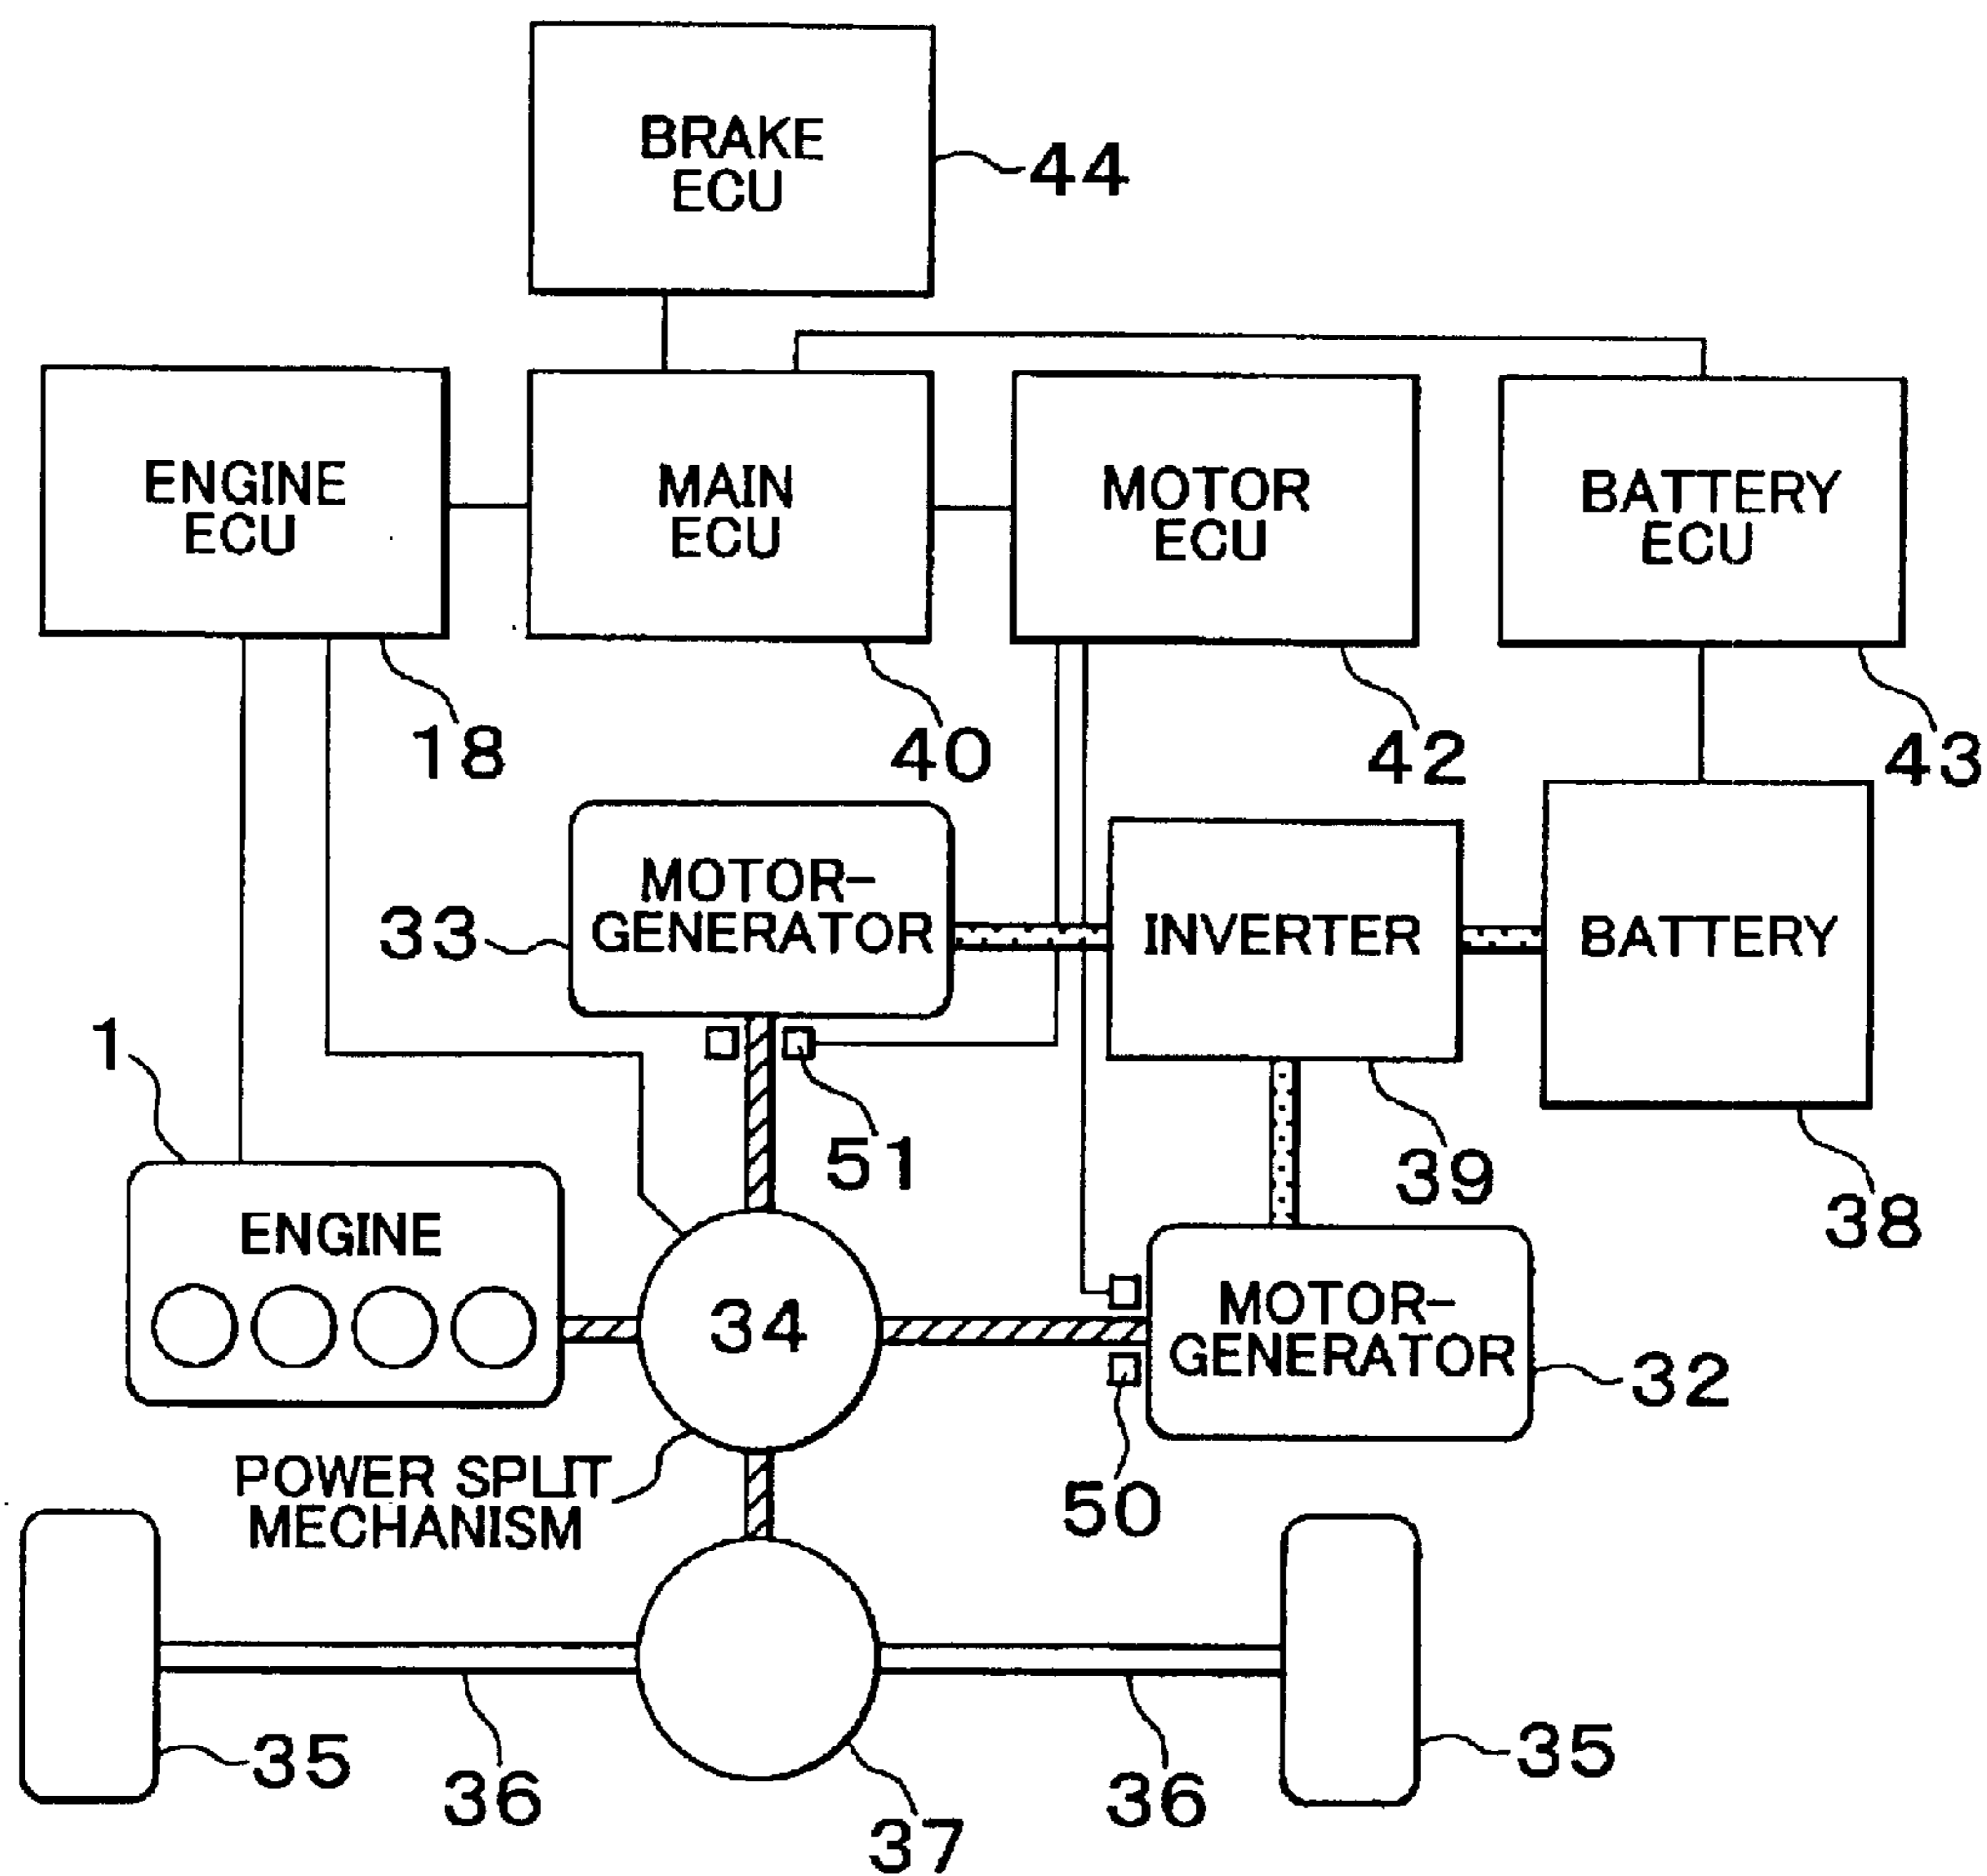 BRAKE
ECU
44
ENGINE
ECU
MAIN
ECU
MOTOR
ECU
BATTERY
ECU
18
40
42
43
MOTOR-
GENERATOR
33
INVERTER
BATTERY
1
51
39
38
ENGINE
34
MOTOR-
GENERATOR
32
POWER SPLIT
MECHANISM
50
35
36
37
36
35